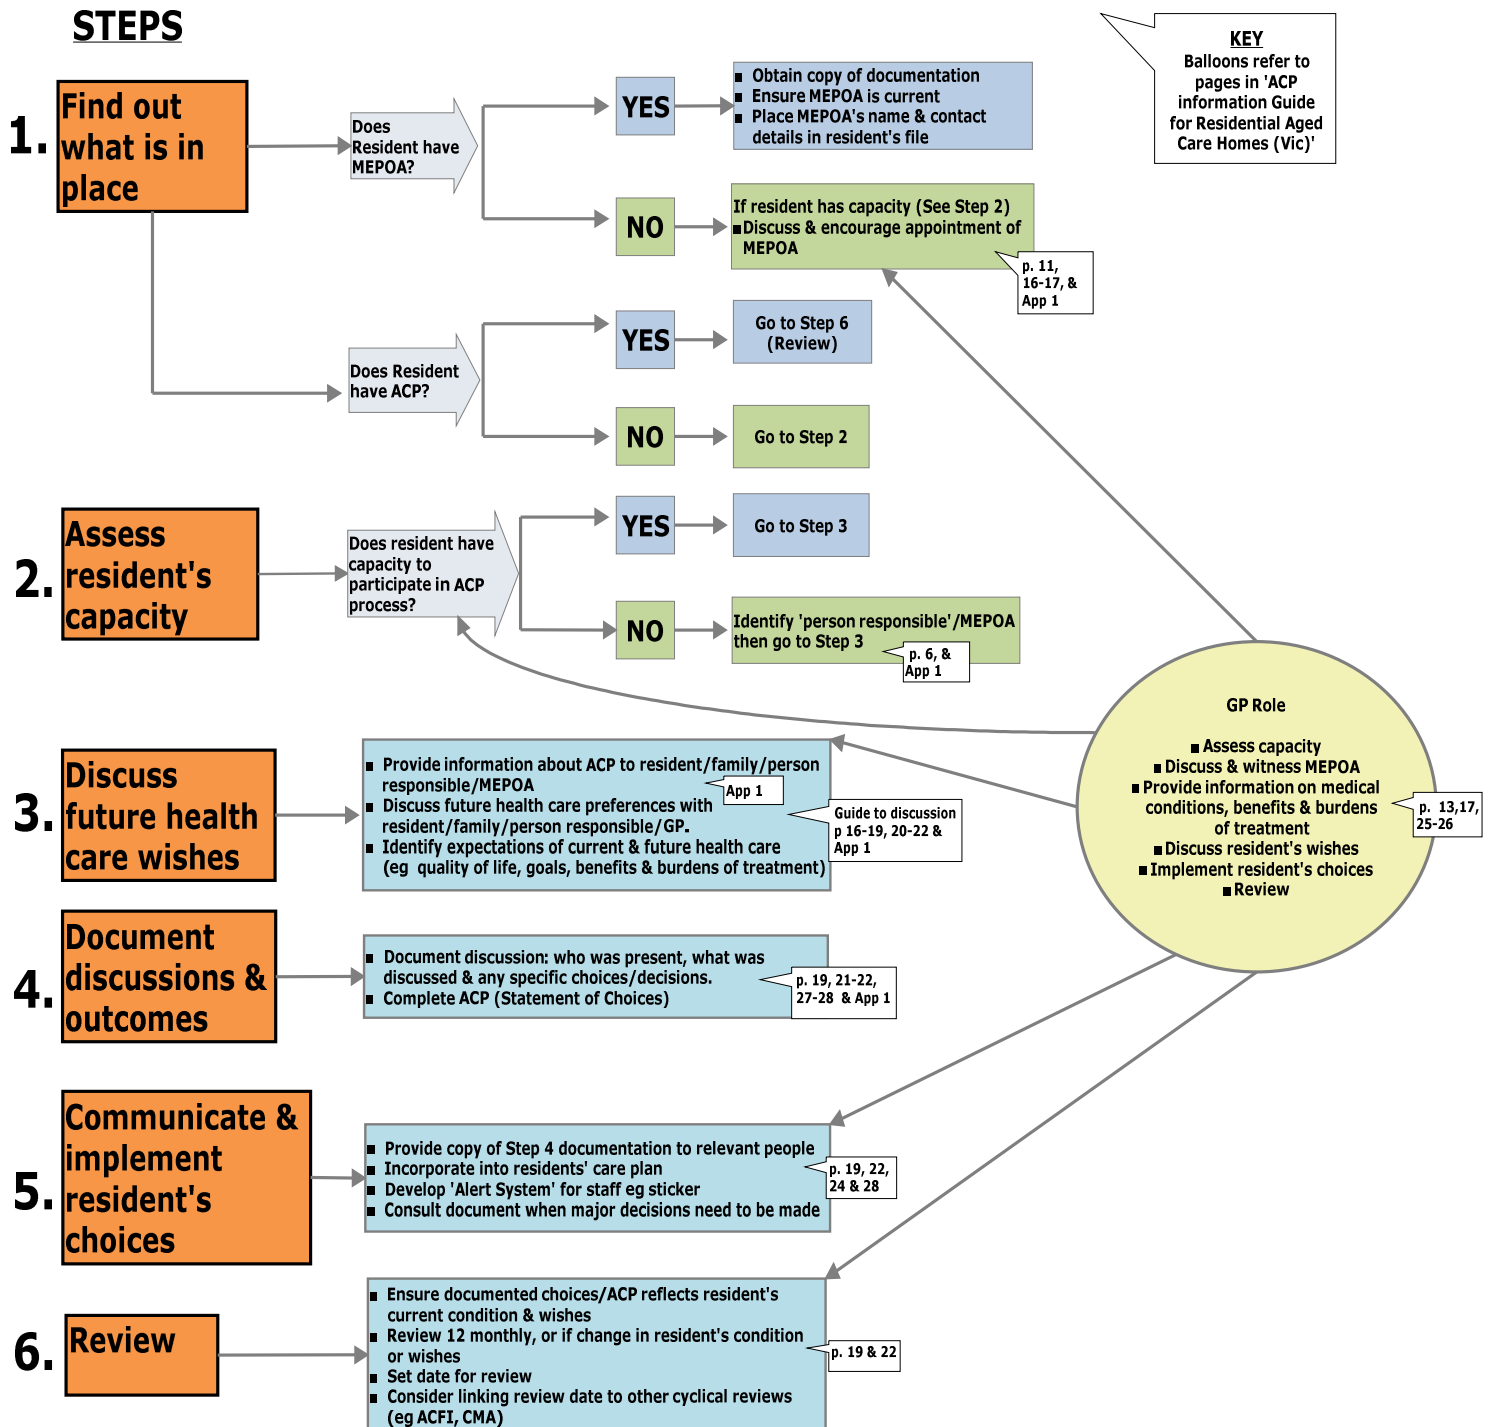 STEPS
KEY
Balloons refer to
pages in 'ACP
information Guide
for Residential Aged
Care Homes (Vic)'
1.
Find out
what is in
place
Does
Resident have
MEPOA?
YES
■ Obtain copy of documentation
■ Ensure MEPOA is current
■ Place MEPOA's name & contact
details in resident's file
NO
If resident has capacity (See Step 2)
■Discuss & encourage appointment of
MEPOA
p. 11,
16-17, &
App 1
Does Resident
have ACP?
YES
Go to Step 6
(Review)
NO
Go to Step 2
2.
Assess
resident's
capacity
Does resident have
capacity to
participate in ACP
process?
YES
Go to Step 3
NO
Identify 'person responsible'/MEPOA
then go to Step 3
p. 6, &
App 1
GP Role
■ Assess capacity
■ Discuss & witness MEPOA
■ Provide information on medical
conditions, benefits & burdens
of treatment
■ Discuss resident's wishes
■ Implement resident's choices
■ Review
p. 13,17,
25-26
3.
Discuss
future health
care wishes
■ Provide information about ACP to resident/family/person
responsible/MEPOA
■ Discuss future health care preferences with
resident/family/person responsible/GP.
■ Identify expectations of current & future health care
(eg quality of life, goals, benefits & burdens of treatment)
App 1
Guide to discussion
p 16-19, 20-22 &
App 1
4.
Document
discussions &
outcomes
■ Document discussion: who was present, what was
discussed & any specific choices/decisions.
■ Complete ACP (Statement of Choices)
p. 19, 21-22,
27-28 & App 1
5.
Communicate &
implement
resident's
choices
■ Provide copy of Step 4 documentation to relevant people
■ Incorporate into residents' care plan
■ Develop 'Alert System' for staff eg sticker
■ Consult document when major decisions need to be made
p. 19, 22,
24 & 28
6.
Review
■ Ensure documented choices/ACP reflects resident's
current condition & wishes
■ Review 12 monthly, or if change in resident's condition
or wishes
■ Set date for review
■ Consider linking review date to other cyclical reviews
(eg ACFI, CMA)
p. 19 & 22